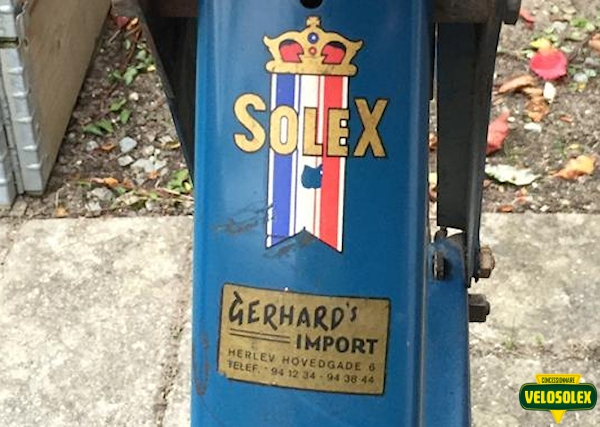 SOLEX
GERHARD's
IMPORT
HERLEV HOVEDGADE 6
TELEF. - 94 12 34 - 94 38 44
CONCESSIONNAIRE
VELOSOLEX